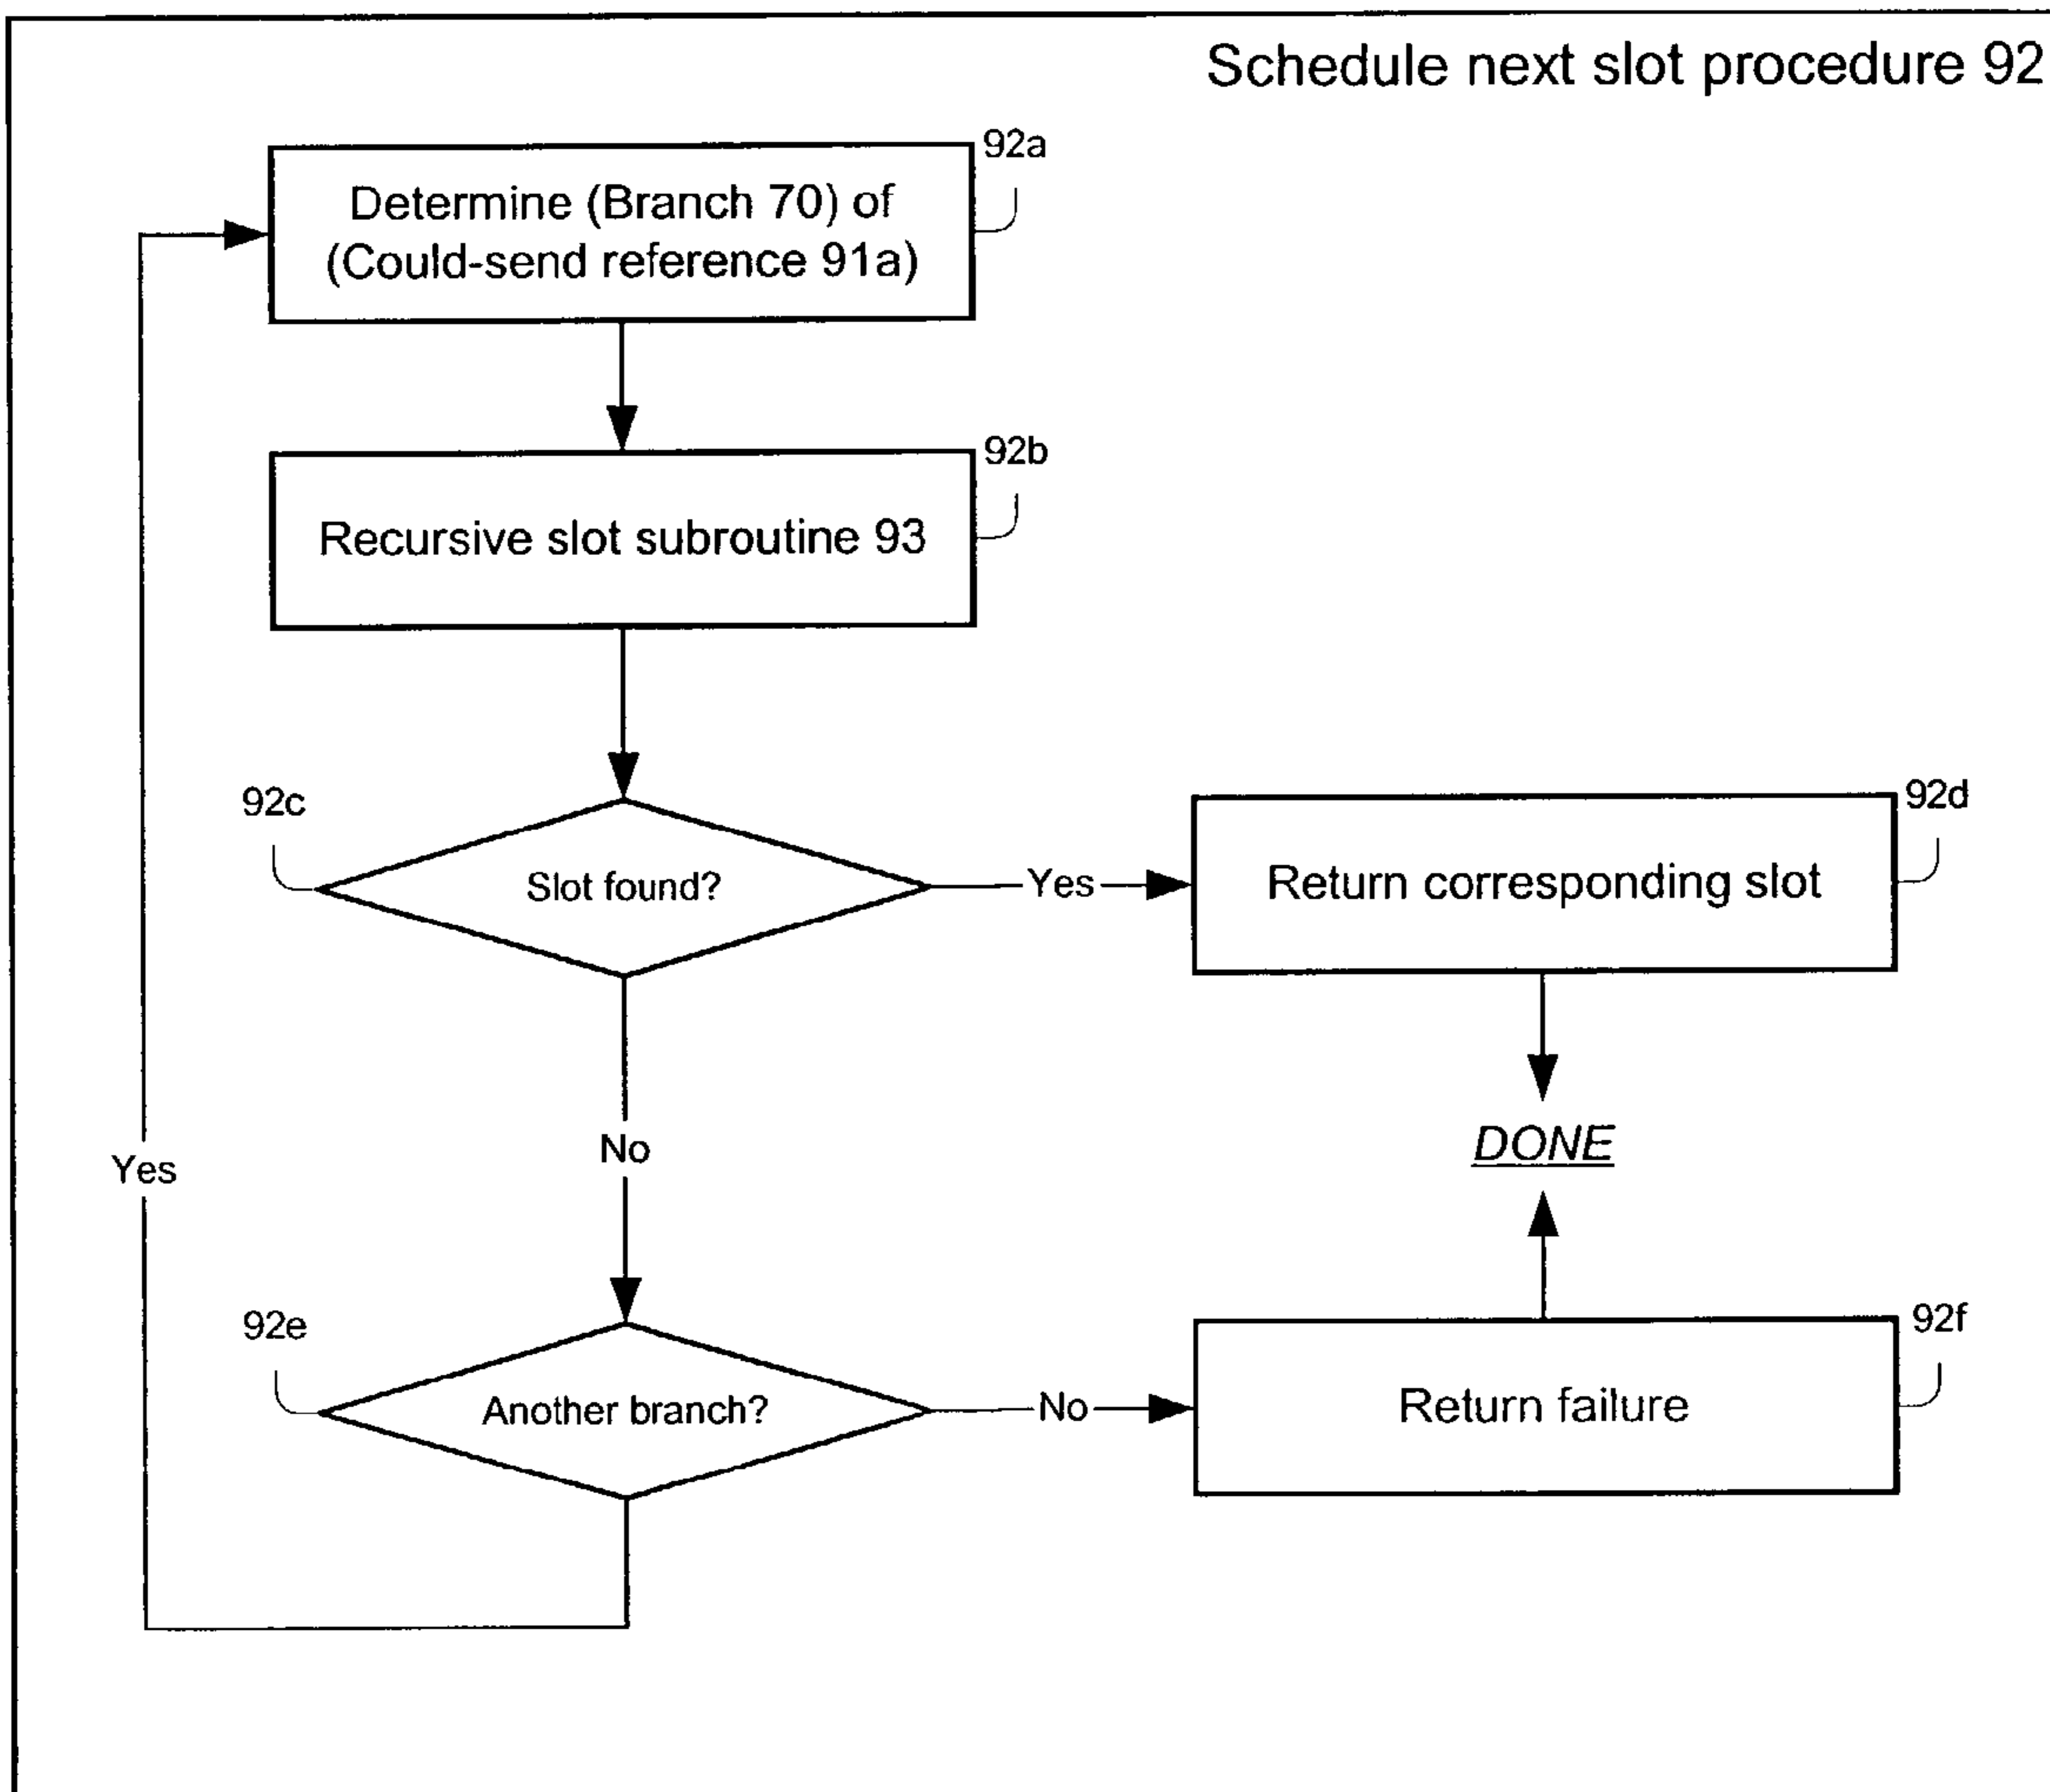 Schedule next slot procedure 92
92a
Determine (Branch 70) of
(Could-send reference 91a)
92b
Recursive slot subroutine 93
92c
Slot found?
Yes
92d
Return corresponding slot
No
DONE
Yes
92e
Another branch?
No
92f
Return failure